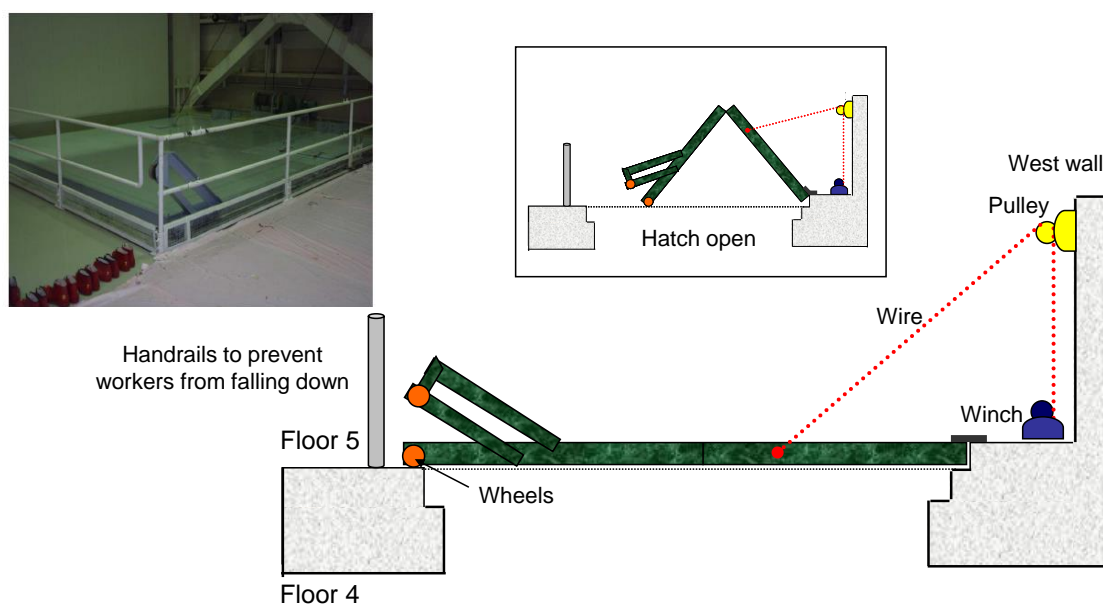 Hatch open
West wall
Pulley
Wire
Handrails to prevent
workers from falling down
Winch
Floor 5
Wheels
Floor 4